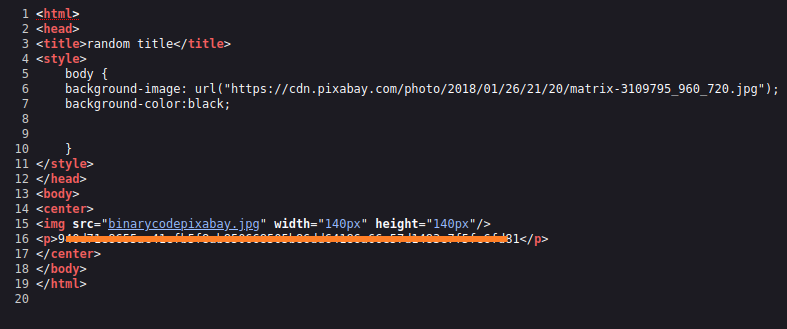 1 <html>
2 <head>
3 <title>random title</title>
4 <style>
5 body {
6 background-image: url("https://cdn.pixabay.com/photo/2018/01/26/21/20/matrix-3109795_960_720.jpg");
7 background-color:black;
8
9
10 }
11 </style>
12 </head>
13 <body>
14 <center>
15 <img src="binarycodepixabay.jpg" width="140px" height="140px"/>
16 <p></p>
17 </center>
18 </body>
19 </html>
20